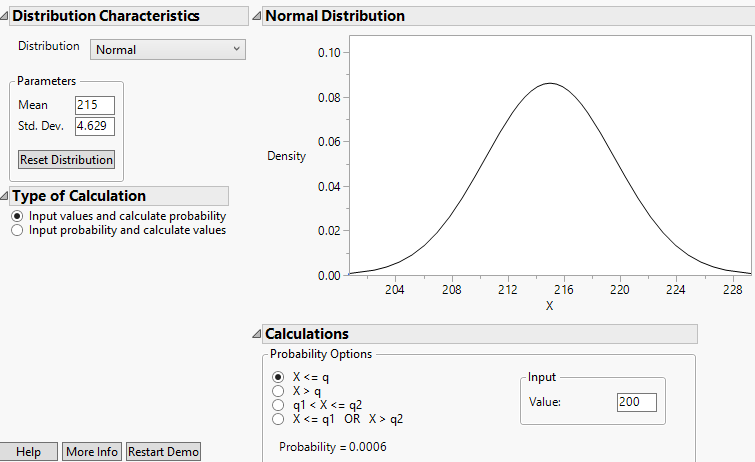 Distribution Characteristics
Distribution Normal
Parameters
Mean 215
Std. Dev. 4.629
Reset Distribution
Type of Calculation
Input values and calculate probability
Input probability and calculate values
Help More Info Restart Demo
Normal Distribution
0.10
0.08
0.06
Density
0.04
0.02
0.00
204 208 212 216 220 224 228
X
Calculations
Probability Options
X <= q
X > q
q1 < X <= q2
X <= q1 OR X > q2
Input
Value: 200
Probability = 0.0006